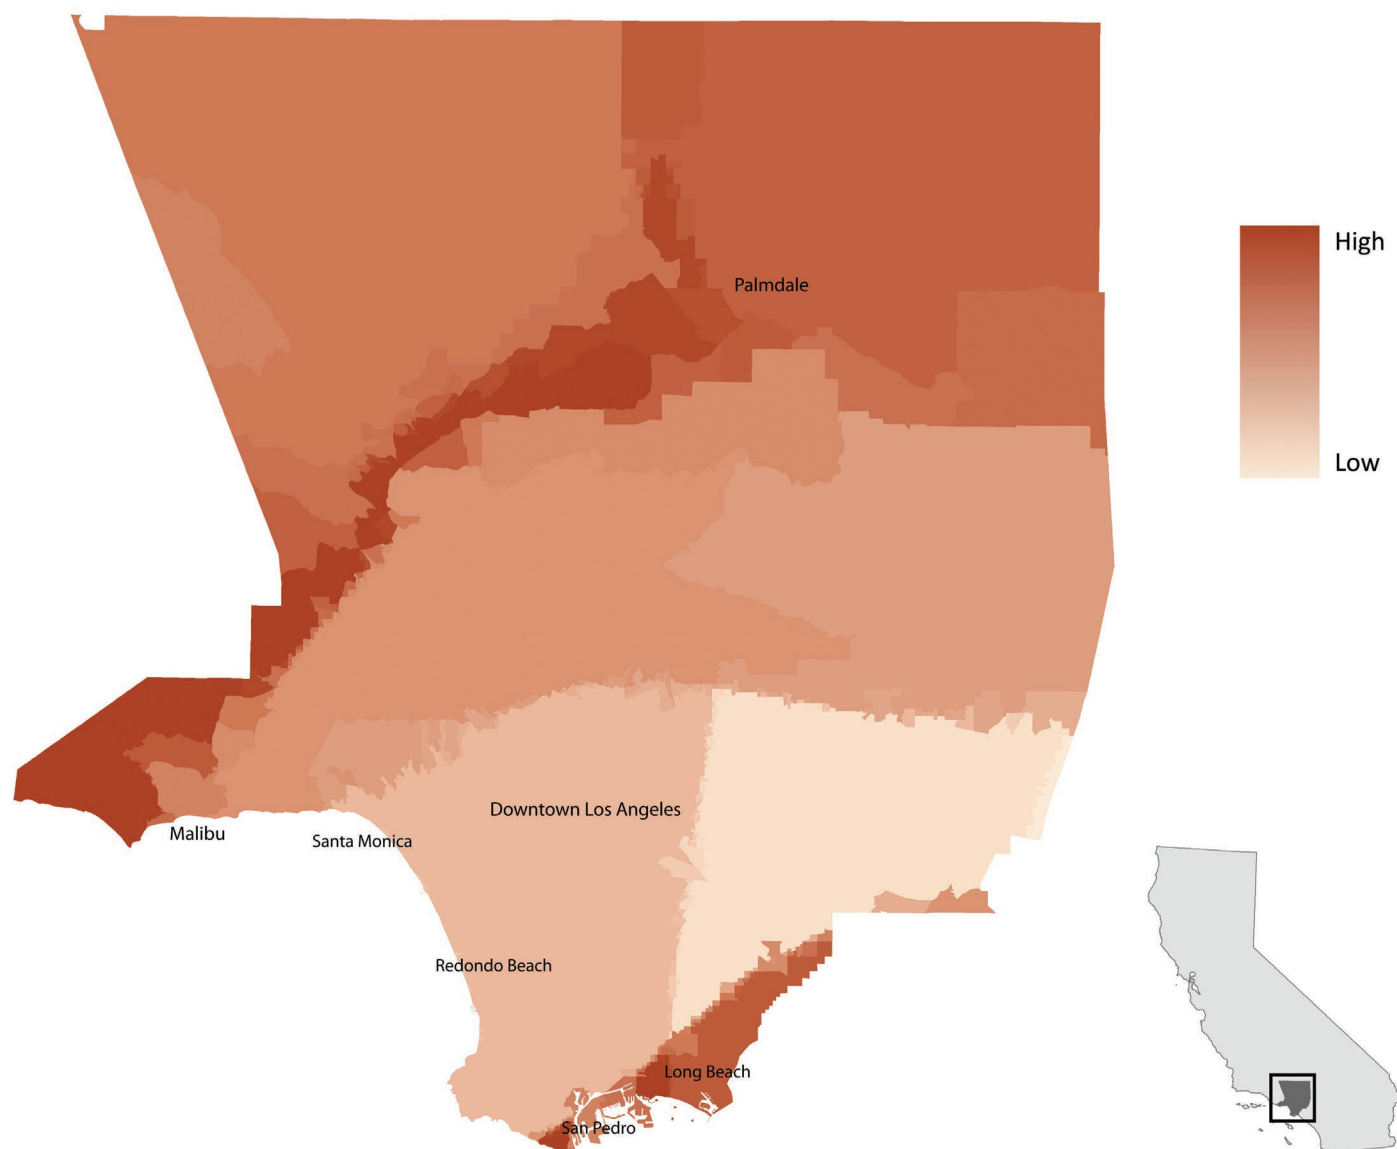 High
Palmdale
Low
Downtown Los Angeles
Malibu
Santa Monica
Redondo Beach
Long Beach
San Pedro